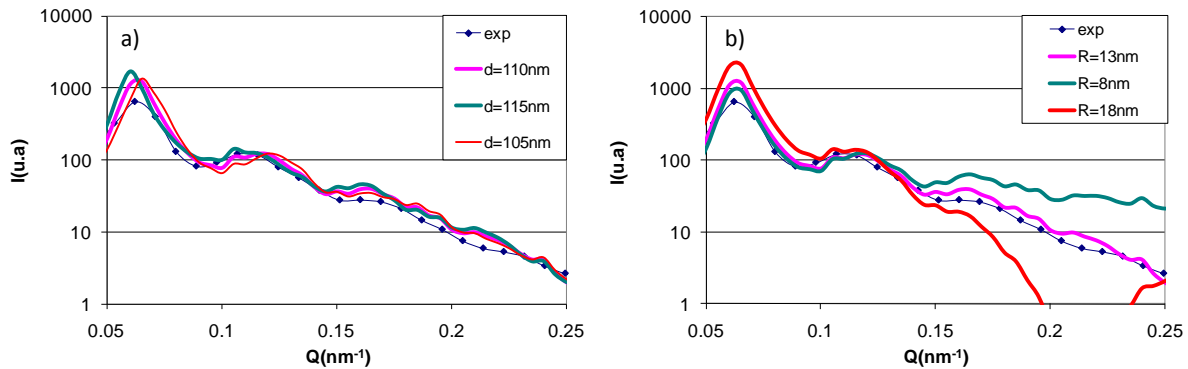 a)
I(u.a)
10000
1000
100
10
1
0.05 0.1 0.15 0.2 0.25
Q(nm-1)
exp
d=110nm
d=115nm
d=105nm
b)
I(u.a)
10000
1000
100
10
1
0.05 0.1 0.15 0.2 0.25
Q(nm-1)
exp
R=13nm
R=8nm
R=18nm